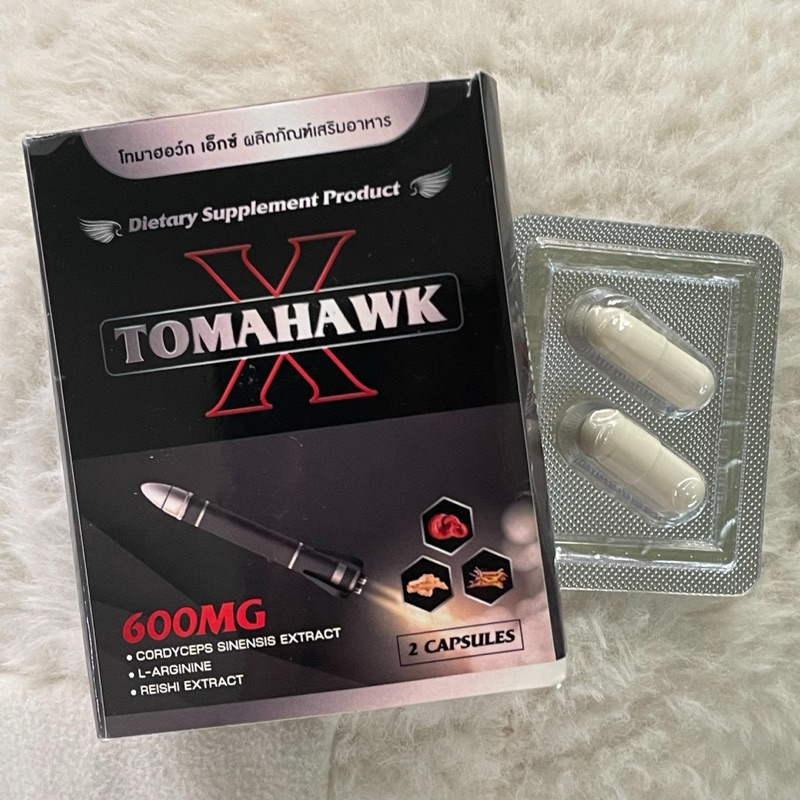 โทมาฮอว์ก เอ็กซ์ ผลิตภัณฑ์เสริมอาหาร
Dietary Supplement Product
X
TOMAHAWK
600MG
• CORDYCEPS SINENSIS EXTRACT
• L-ARGININE
• REISHI EXTRACT
2 CAPSULES